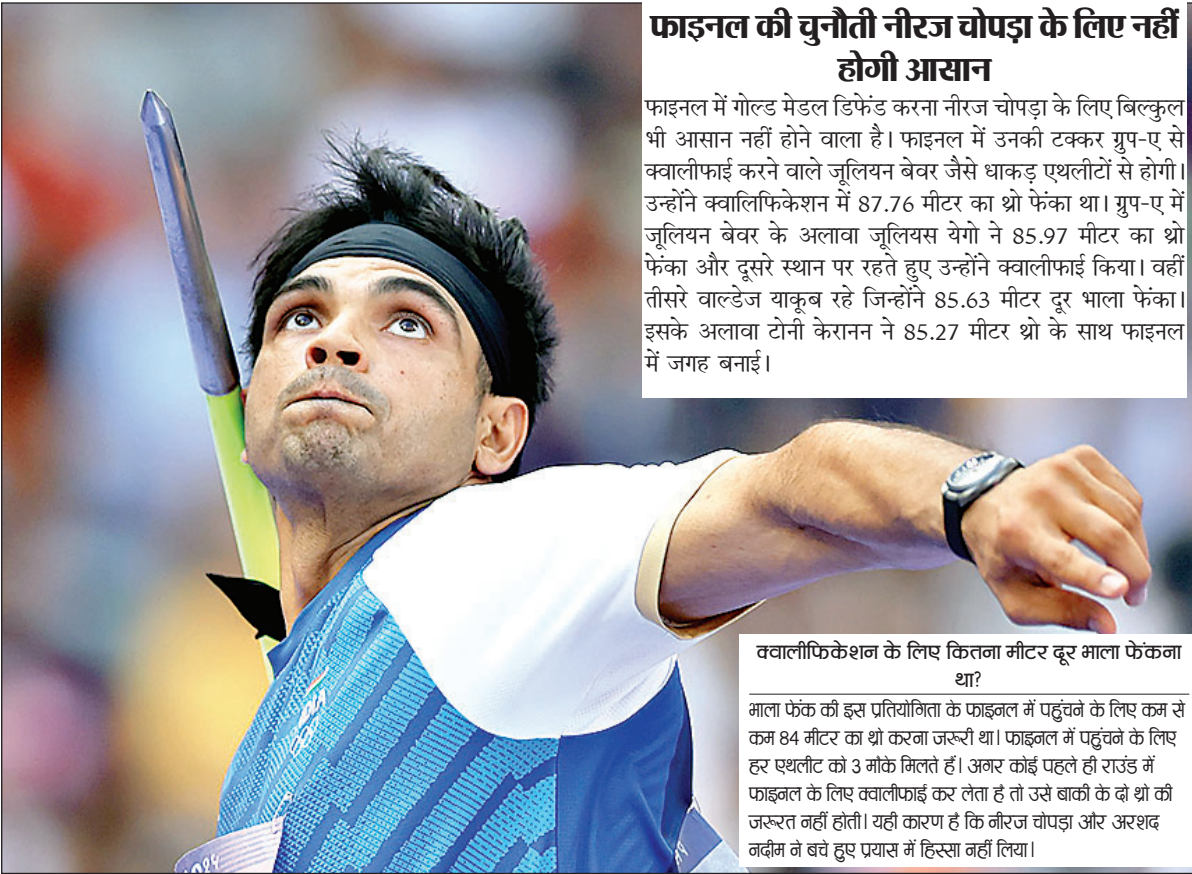 फाइनल की चुनौती नीरज चोपड़ा के लिए नहीं
होगी आसान
फाइनल में गोल्ड मेडल डिफेंड करना नीरज चोपड़ा के लिए बिल्कुल
भी आसान नहीं होने वाला है। फाइनल में उनकी टक्कर ग्रुप-ए से
क्वालीफाई करने वाले जूलियन बेवर जैसे धाकड़ एथलीटों से होगी।
उन्होंने क्वालिफिकेशन में 87.76 मीटर का थ्रो फेंका था। ग्रुप-ए में
जूलियन बेवर के अलावा जूलियस येगो ने 85.97 मीटर का थ्रो
फेंका और दूसरे स्थान पर रहते हुए उन्होंने क्वालीफाई किया। वहीं
तीसरे वाल्डेज याकूब रहे जिन्होंने 85.63 मीटर दूर भाला फेंका।
इसके अलावा टोनी केरानन ने 85.27 मीटर थ्रो के साथ फाइनल
में जगह बनाई।
क्वालीफिकेशन के लिए कितना मीटर दूर भाला फेंकना
था?
भाला फेंक की इस प्रतियोगिता के फाइनल में पहुंचने के लिए कम से
कम 84 मीटर का थ्रो करना जरूरी था। फाइनल में पहुंचने के लिए
हर एथलीट को 3 मौके मिलते हैं। अगर कोई पहले ही राउंड में
फाइनल के लिए क्वालीफाई कर लेता है तो उसे बाकी के दो थ्रो की
जरूरत नहीं होती। यही कारण है कि नीरज चोपड़ा और अरशद
नदीम ने बचे हुए प्रयास में हिस्सा नहीं लिया।
INDIA